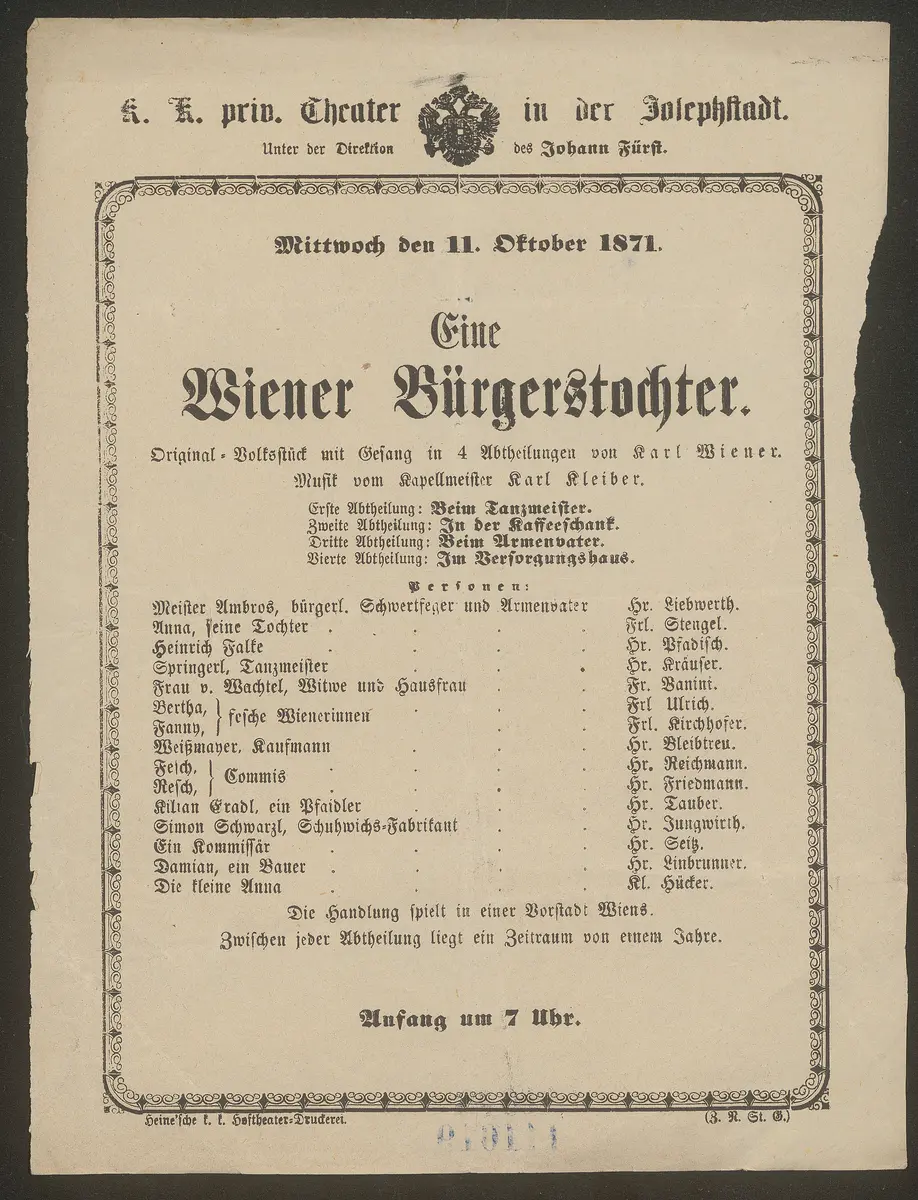 K. K. priv. Theater in der Josephstadt.
Unter der Direktion des Johann Fürst.
Mittwoch den 11. Oktober 1871.
Eine
Wiener Bürgerstochter.
Original-Volksstück mit Gesang in 4 Abtheilungen von Karl Wiener.
Musik vom Kapellmeister Karl Kleiber.
Erste Abtheilung: Beim Tanzmeister.
Zweite Abtheilung: In der Kaffeeschank.
Dritte Abtheilung: Beim Armenvater.
Vierte Abtheilung: Im Versorgungshaus.
Personen:
Meister Ambros, bürgerl. Schwertfeger und Armenvater Hr. Liebwerth.
Anna, seine Tochter . . . . Frl. Stengel.
Heinrich Falke . . . . Hr. Pfadisch.
Springerl, Tanzmeister . . . Hr. Kräuser.
Frau v. Wachtel, Witwe und Hausfrau . . Fr. Banini.
Bertha, } fesche Wienerinnen . . . Frl Ulrich.
Fanny, } . . . Frl. Kirchhofer.
Weißmayer, Kaufmann . . . Hr. Bleibtreu.
Fesch, } Commis . . . . Hr. Reichmann.
Resch, } . . . . Hr. Friedmann.
Kilian Eradl, ein Pfaidler . . Hr. Tauber.
Simon Schwarzl, Schuhwichs-Fabrikant . . Hr. Jungwirth.
Ein Kommissär . . . . Hr. Seitz.
Damian, ein Bauer . . . . Hr. Linbrunner.
Die kleine Anna . . . . Kl. Hücker.
Die Handlung spielt in einer Vorstadt Wiens.
Zwischen jeder Abtheilung liegt ein Zeitraum von einem Jahre.
Anfang um 7 Uhr.
Heine'sche k. k. Hoftheater-Druckerei. (Z. N. St. G.)